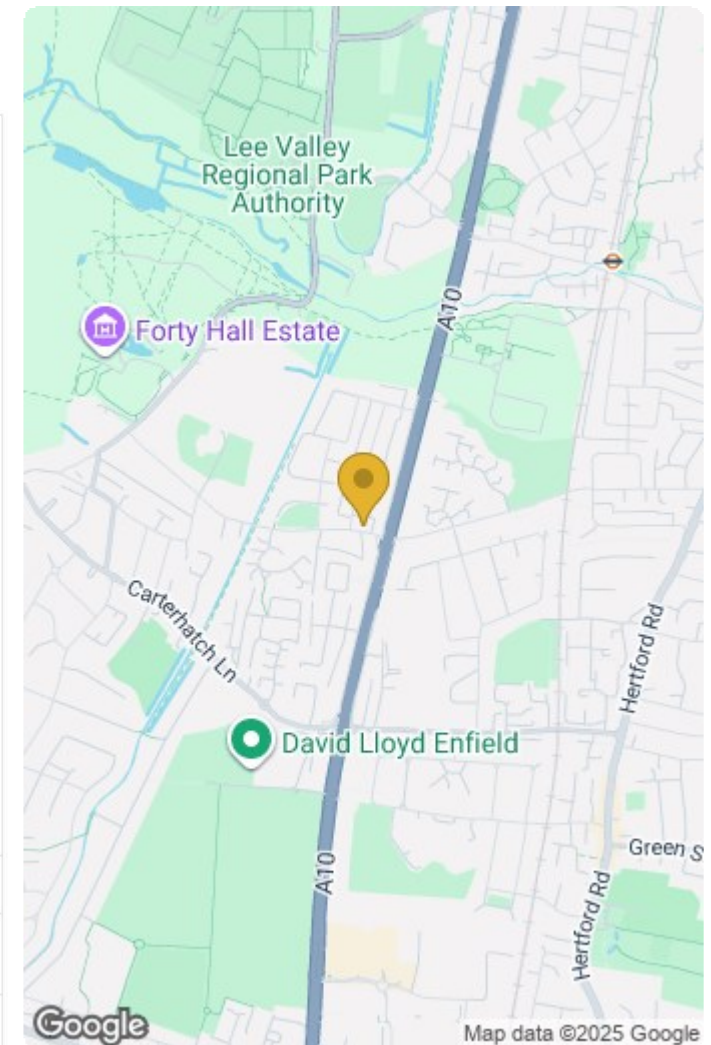 Lee Valley
Regional Park
Authority
A10
Forty Hall Estate
Carterhatch Ln
Hertford Rd
David Lloyd Enfield
Green S
A10
Hertford Rd
Google
Map data ©2025 Google